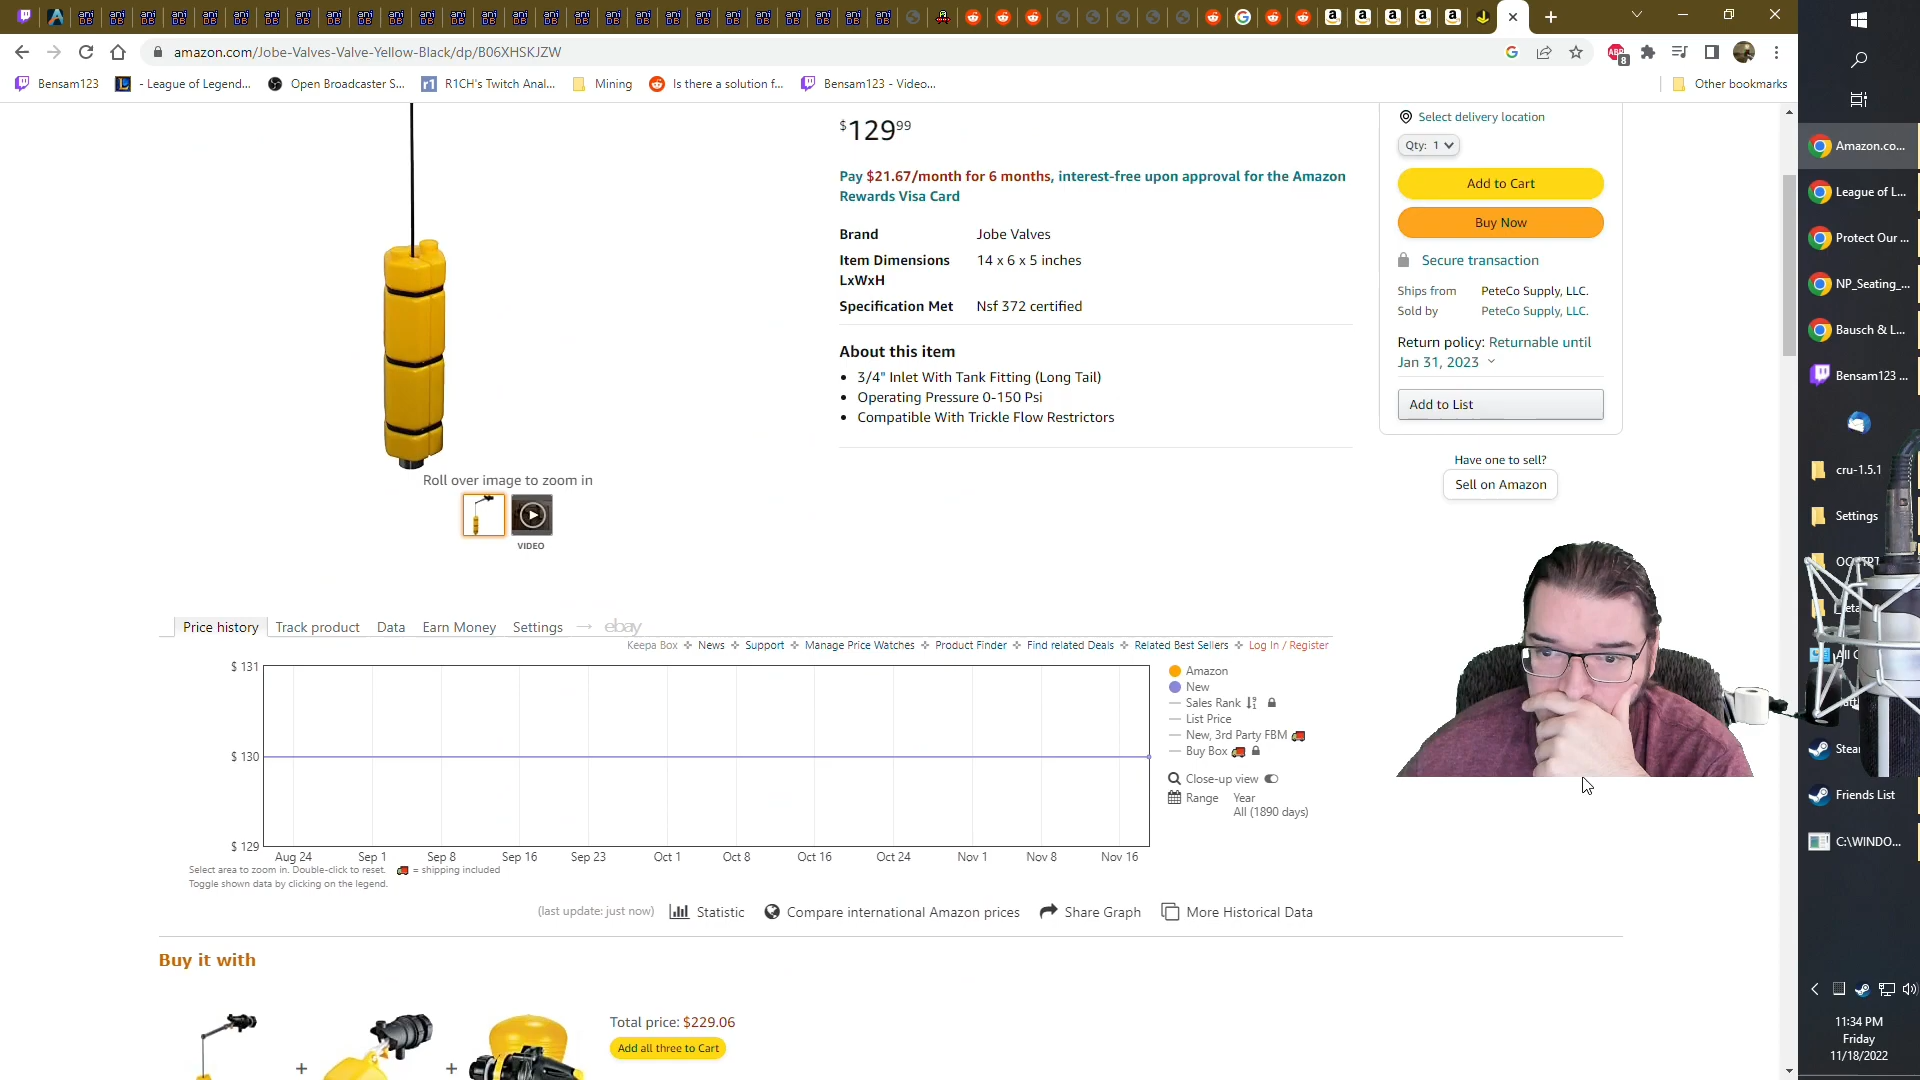 amazon.com/Jobe-Valves-Valve-Yellow-Black/dp/B06XHSKJZW
8
Bensam123
- League of Legend...
Open Broadcaster S...
R1CH's Twitch Anal...
Mining
Is there a solution f...
Bensam123 - Video...
Other bookmarks
$129 99
Pay $21.67/month for 6 months, interest-free upon approval for the Amazon
Rewards Visa Card
Brand Jobe Valves
Item Dimensions 14 x 6 x 5 inches
LxWxH
Specification Met Nsf 372 certified
About this item
3/4" Inlet With Tank Fitting (Long Tail)
Operating Pressure 0-150 Psi
Compatible With Trickle Flow Restrictors
Roll over image to zoom in
VIDEO
Select delivery location
Qty: 1
Add to Cart
Buy Now
Secure transaction
Ships from PeteCo Supply, LLC.
Sold by PeteCo Supply, LLC.
Return policy: Returnable until
Jan 31, 2023
Add to List
Have one to sell?
Sell on Amazon
Price history Track product Data Earn Money Settings → ebay
Keepa Box News Support Manage Price Watches Product Finder Find related Deals Related Best Sellers Log In / Register
$ 131
$ 130
$ 129
Aug 24 Sep 1 Sep 8 Sep 16 Sep 23 Oct 1 Oct 8 Oct 16 Oct 24 Nov 1 Nov 8 Nov 16
Select area to zoom in. Double-click to reset. = shipping included
Toggle shown data by clicking on the legend.
Amazon
New
Sales Rank
List Price
New, 3rd Party FBM
Buy Box
Close-up view
Range Year
All (1890 days)
(last update: just now) Statistic Compare international Amazon prices Share Graph More Historical Data
Buy it with
+ +
Total price: $229.06
Add all three to Cart
Amazon.co...
League of L...
Protect Our ...
NP_Seating_...
Bausch & L...
Bensam123 ...
cru-1.5.1
Settings
Friends List
C:\WINDO...
11:34 PM
Friday
11/18/2022